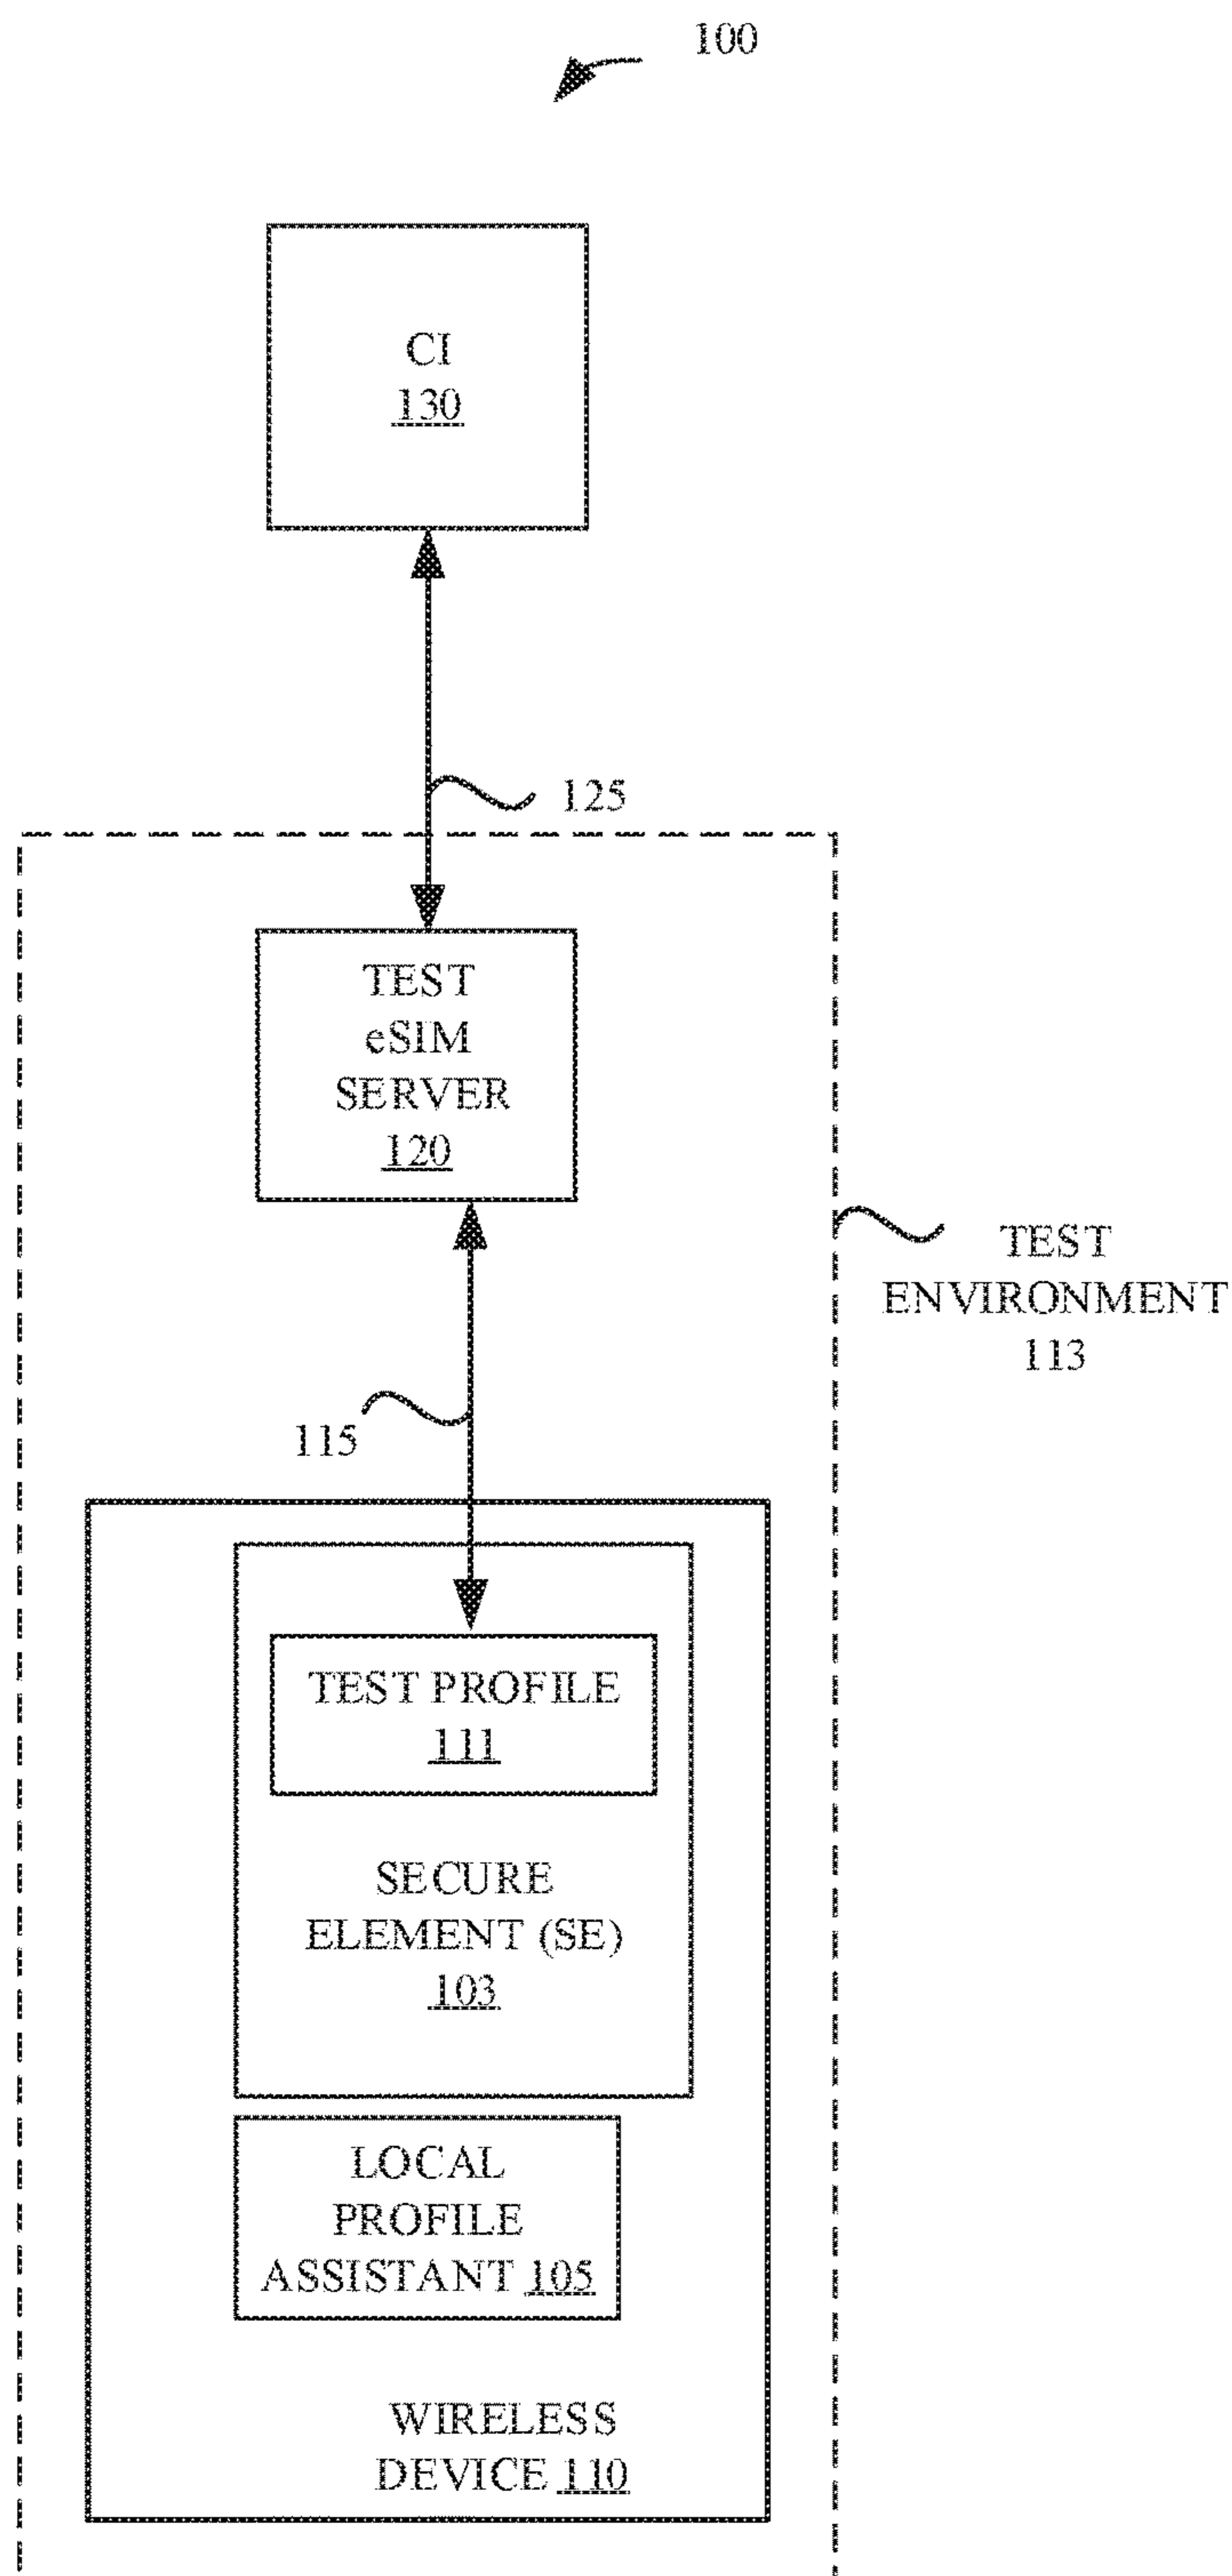 100
CI
130
125
TEST
eSIM
SERVER
120
TEST
ENVIRONMENT
113
115
TEST PROFILE
111
SECURE
ELEMENT (SE)
103
LOCAL
PROFILE
ASSISTANT 105
WIRELESS
DEVICE 110